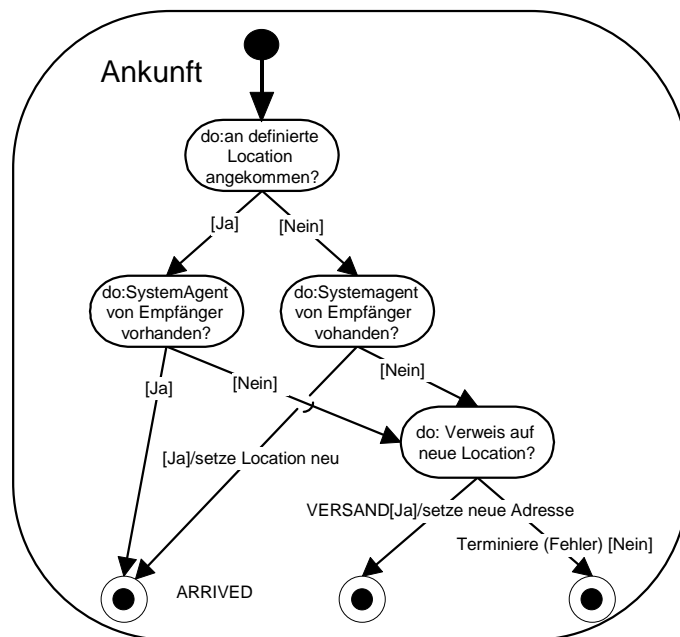 Ankunft
do:an definierte
Location
angekommen?
[Ja]
[Nein]
do:SystemAgent
von Empfänger
vorhanden?
do:Systemagent
von Empfänger
vohanden?
[Ja]
[Nein]
[Nein]
do: Verweis auf
neue Location?
[Ja]/setze Location neu
VERSAND[Ja]/setze neue Adresse
Terminiere (Fehler) [Nein]
ARRIVED